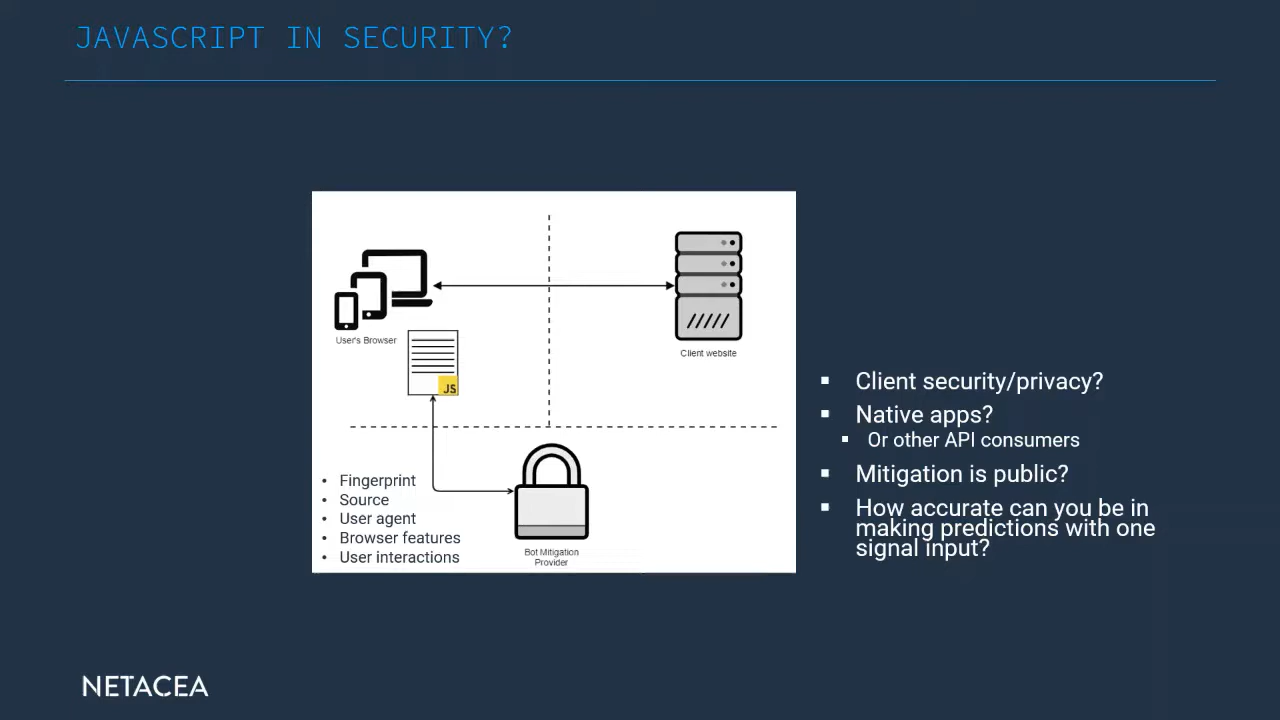 JAVASCRIPT IN SECURITY?
User's Browser
JS
Client website
• Fingerprint
• Source
• User agent
• Browser features
• User interactions
Bot Mitigation
Provider
▪ Client security/privacy?
▪ Native apps?
▪ Or other API consumers
▪ Mitigation is public?
▪ How accurate can you be in
making predictions with one
signal input?
NETACEA